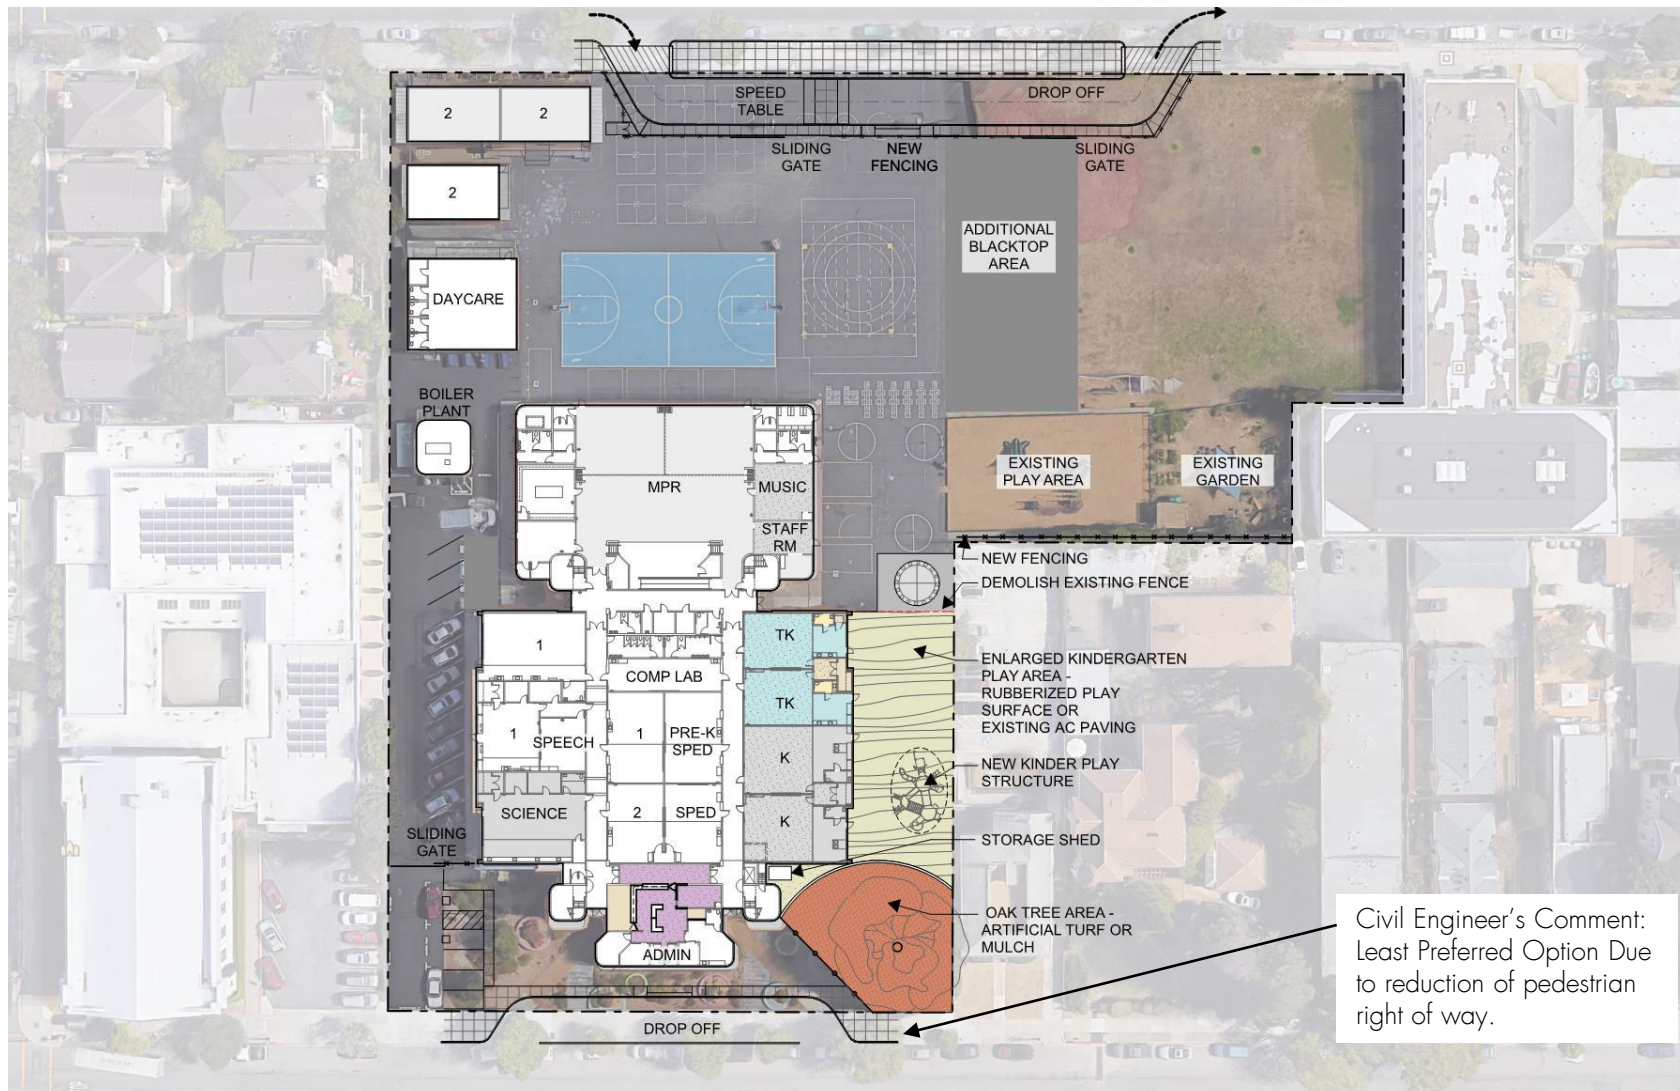 SPEED
TABLE
DROP OFF
2
2
SLIDING
GATE
NEW
FENCING
SLIDING
GATE
2
ADDITIONAL
BLACKTOP
AREA
DAYCARE
BOILER
PLANT
MPR
MUSIC
STAFF
RM
EXISTING
PLAY AREA
EXISTING
GARDEN
NEW FENCING
DEMOLISH EXISTING FENCE
1
TK
COMP LAB
ENLARGED KINDERGARTEN
PLAY AREA -
RUBBERIZED PLAY
SURFACE OR
EXISTING AC PAVING
TK
1
SPEECH
1
PRE-K
SPED
K
NEW KINDER PLAY
STRUCTURE
SCIENCE
2
SPED
K
SLIDING
GATE
STORAGE SHED
OAK TREE AREA -
ARTIFICIAL TURF OR
MULCH
ADMIN
DROP OFF
Civil Engineer’s Comment:
Least Preferred Option Due
to reduction of pedestrian
right of way.